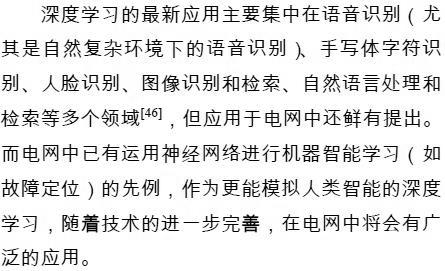 深度学习的最新应用主要集中在语音识别（尤
其是自然复杂环境下的语音识别）、手写体字符识
别、人脸识别、图像识别和检索、自然语言处理和
检索等多个领域[46]，但应用于电网中还鲜有提出。
而电网中已有运用神经网络进行机器智能学习（如
故障定位）的先例，作为更能模拟人类智能的深度
学习，随着技术的进一步完善，在电网中将会有广
泛的应用。